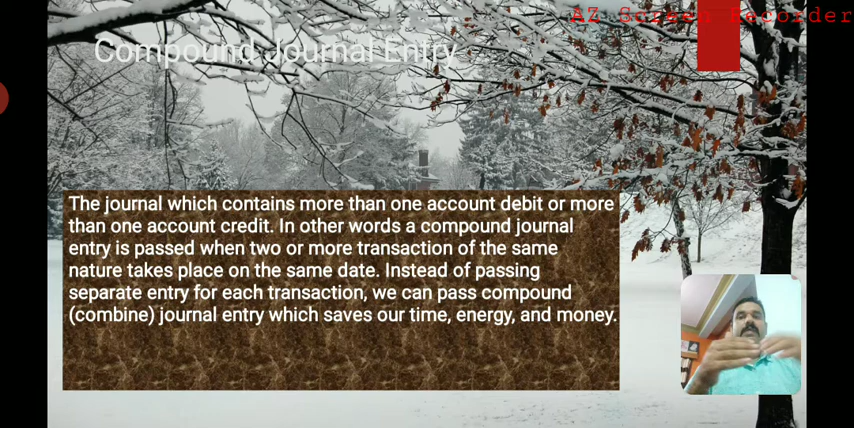 AZ Screen Recorder
Compound Journal Entry
The journal which contains more than one account debit or more
than one account credit. In other words a compound journal
entry is passed when two or more transaction of the same
nature takes place on the same date. Instead of passing
separate entry for each transaction, we can pass compound
(combine) journal entry which saves our time, energy, and money.